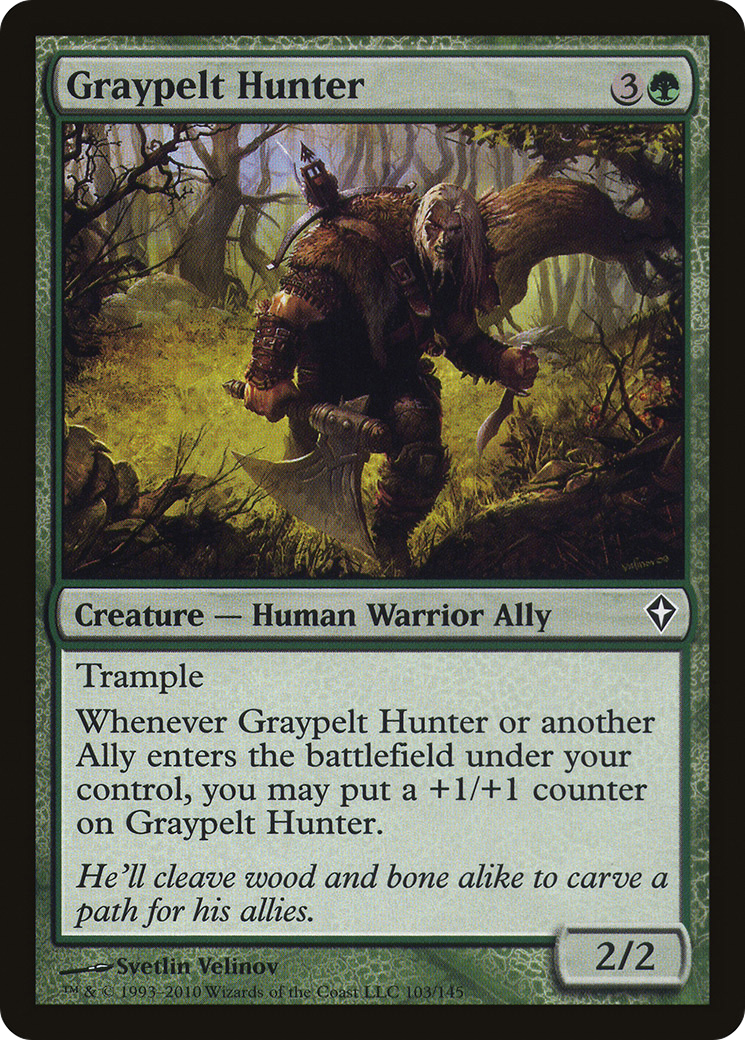 Graypelt Hunter 3
Velinov 09
Creature — Human Warrior Ally
Trample
Whenever Graypelt Hunter or another
Ally enters the battlefield under your
control, you may put a +1/+1 counter
on Graypelt Hunter.
He’ll cleave wood and bone alike to carve a
path for his allies.
2/2
Svetlin Velinov
™ & © 1993–2010 Wizards of the Coast LLC 103/145